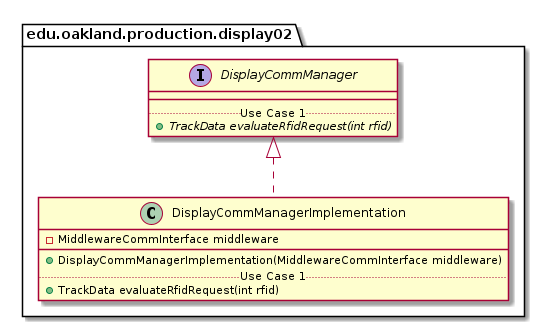 edu.oakland.production.display02
I DisplayCommManager
Use Case 1
TrackData evaluateRfidRequest(int rfid)
C DisplayCommManagerImplementation
MiddlewareCommInterface middleware
DisplayCommManagerImplementation(MiddlewareCommInterface middleware)
Use Case 1
TrackData evaluateRfidRequest(int rfid)